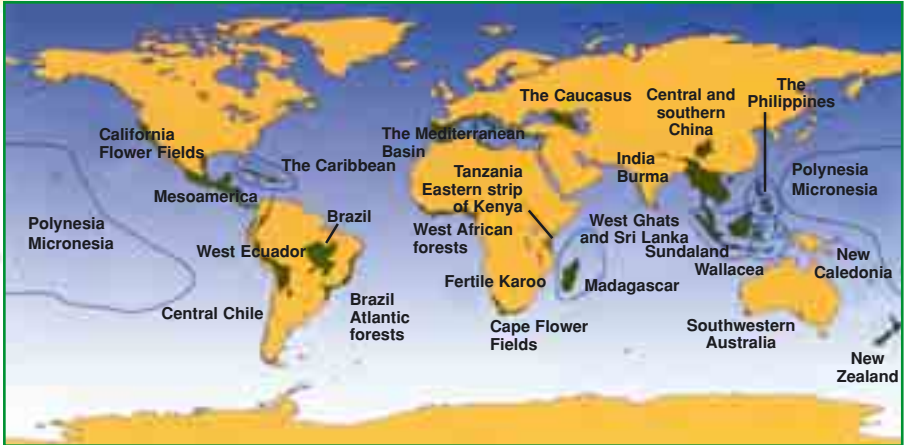 The Caucasus
Central and
southern
China
The
Philippines
California
Flower Fields
The Mediterranean
Basin
The Caribbean
Tanzania
Eastern strip
of Kenya
India
Burma
Polynesia
Micronesia
Mesoamerica
Polynesia
Micronesia
Brazil
West African
forests
West Ghats
and Sri Lanka
West Ecuador
Sundaland
Wallacea
New
Caledonia
Fertile Karoo
Madagascar
Central Chile
Brazil
Atlantic
forests
Cape Flower
Fields
Southwestern
Australia
New
Zealand